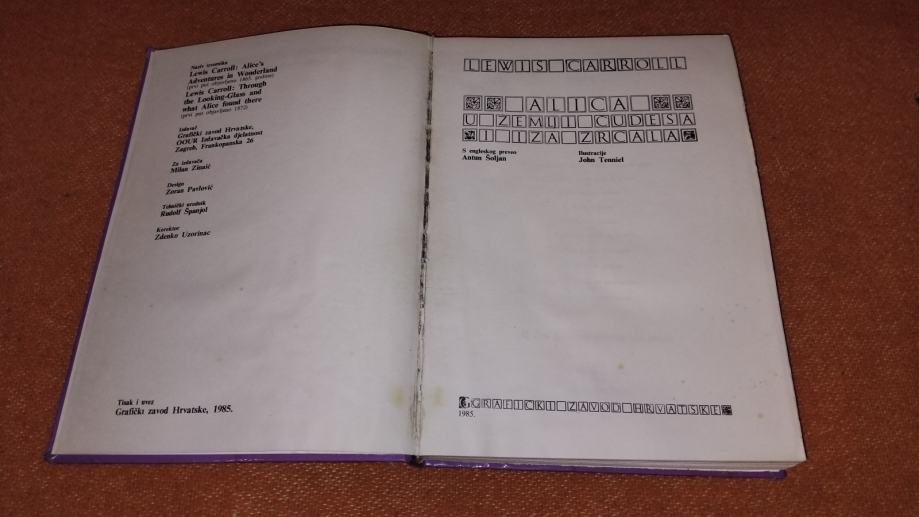 Naziv izvornika
Lewis Carroll: Alice's
Adventures in Wonderland
(prvi put objavljeno 1865. godine)
Lewis Carroll: Through
the Looking-Glass and
what Alice found there
(prvi put objavljeno 1872)
Izdavač
Grafički zavod Hrvatske,
OOUR Izdavačka djelatnost
Zagreb, Frankopanska 26
Za izdavača
Milan Zinaić
Design
Zoran Pavlović
Tehnički urednik
Rudolf Španjol
Korektor
Zdenko Uzorinac
Tisak i uvez
Grafički zavod Hrvatske, 1985.
LEWIS CARROLL
ALICA
U ZEMLJI CUDESA
I IZA ZRCALA
S engleskog preveo
Antun Šoljan
Ilustracije
John Tenniel
GRAFICKI ZAVOD HRVATSKE
1985.